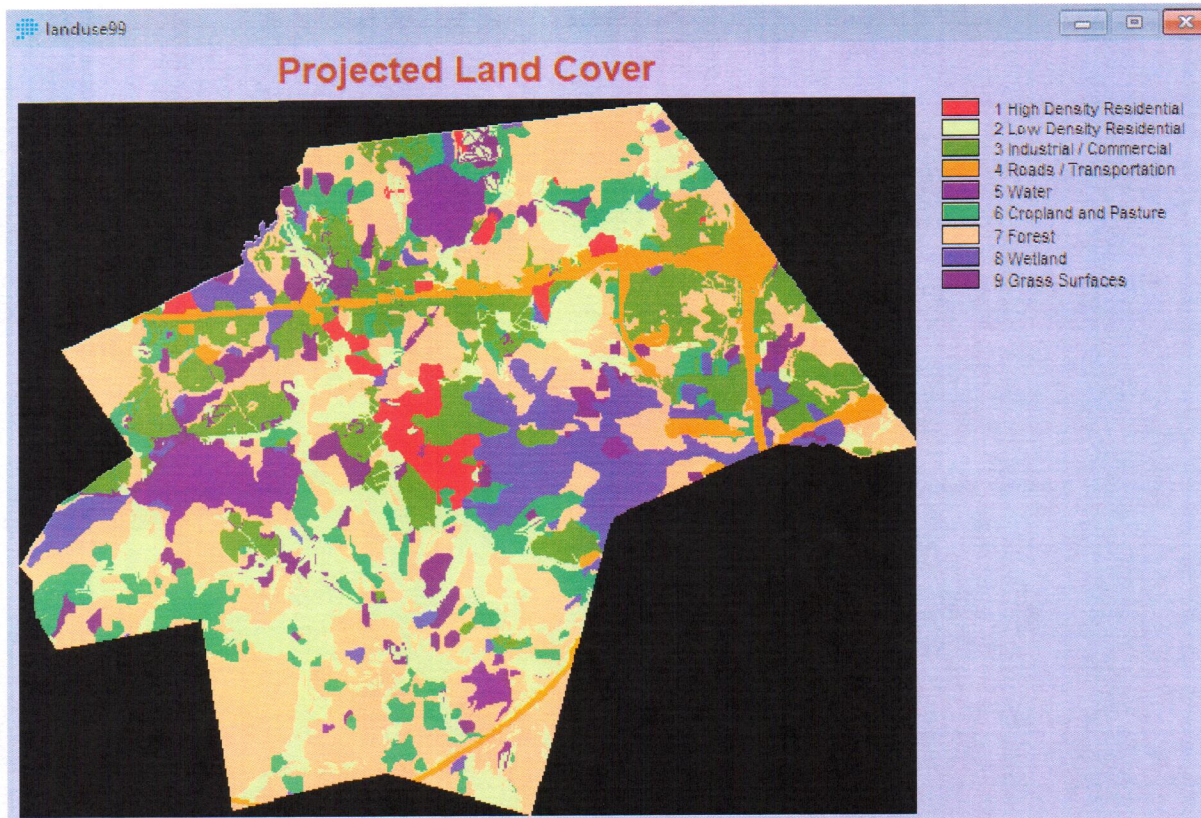 landuse99
Projected Land Cover
1 High Density Residential
2 Low Density Residential
3 Industrial / Commercial
4 Roads / Transportation
5 Water
6 Cropland and Pasture
7 Forest
8 Wetland
9 Grass Surfaces